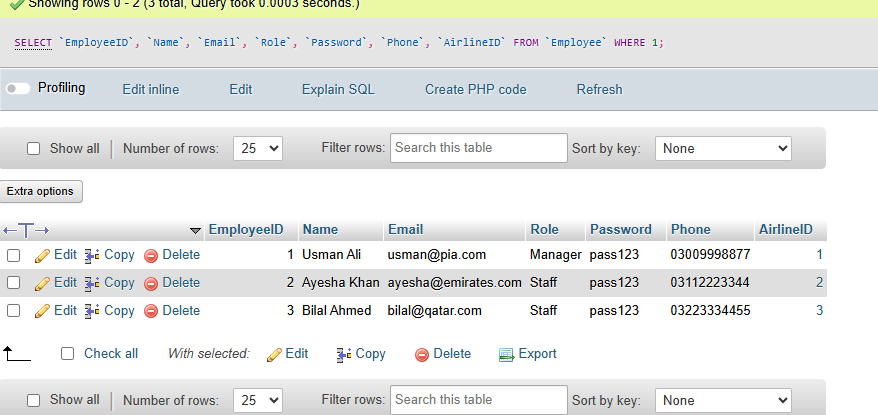 Showing rows 0 - 2 (3 total, Query took 0.0003 seconds.)
SELECT `EmployeeID`, `Name`, `Email`, `Role`, `Password`, `Phone`, `AirlineID` FROM `Employee` WHERE 1;
Profiling Edit inline Edit Explain SQL Create PHP code Refresh
Show all Number of rows: 25 Filter rows: Search this table Sort by key: None
Extra options
←T→ EmployeeID Name Email Role Password Phone AirlineID
Edit Copy Delete 1 Usman Ali usman@pia.com Manager pass123 03009998877 1
Edit Copy Delete 2 Ayesha Khan ayesha@emirates.com Staff pass123 03112223344 2
Edit Copy Delete 3 Bilal Ahmed bilal@qatar.com Staff pass123 03223334455 3
Check all With selected: Edit Copy Delete Export
Show all Number of rows: 25 Filter rows: Search this table Sort by key: None